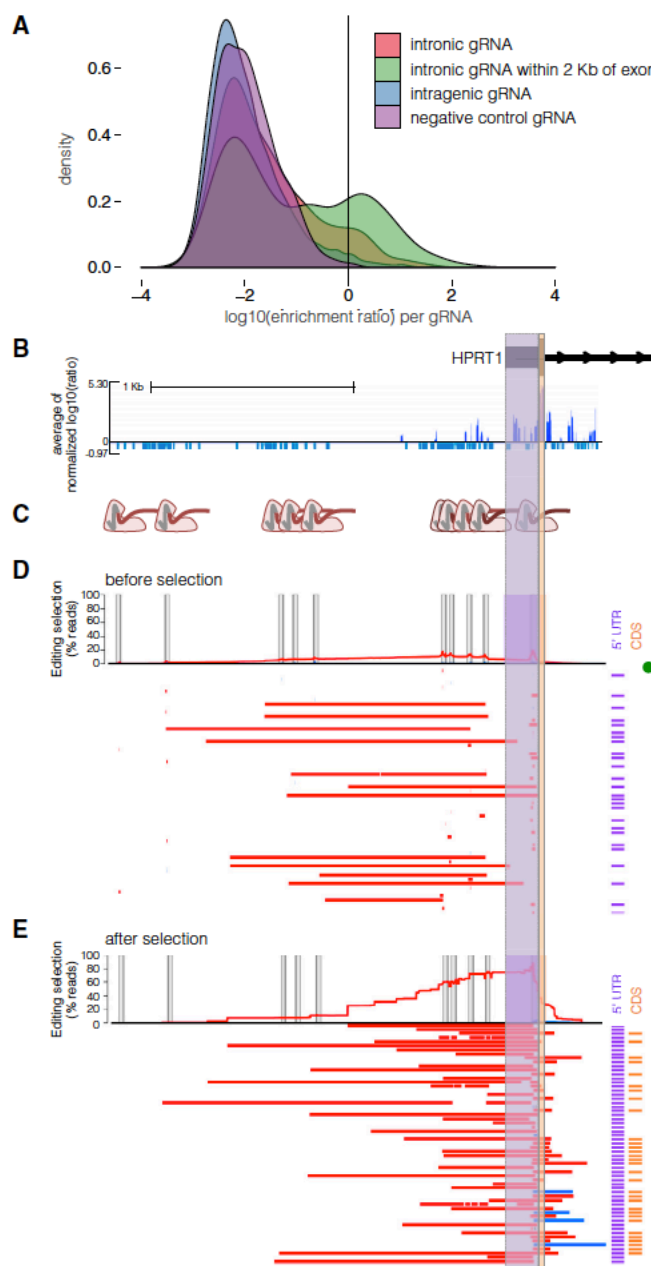 A
0.6
0.4
0.2
0.0
density
intronic gRNA
intronic gRNA within 2 Kb of exon
intragenic gRNA
negative control gRNA
−4
−2
0
2
4
log10(enrichment ratio) per gRNA
B
HPRT1
1 Kb
5.30
-0.97
average of
normalized log10(ratio)
C
D
before selection
Editing selection
(% reads)
100
80
60
40
20
0
5' UTR
CDS
E
after selection
Editing selection
(% reads)
100
80
60
40
20
0
5' UTR
CDS